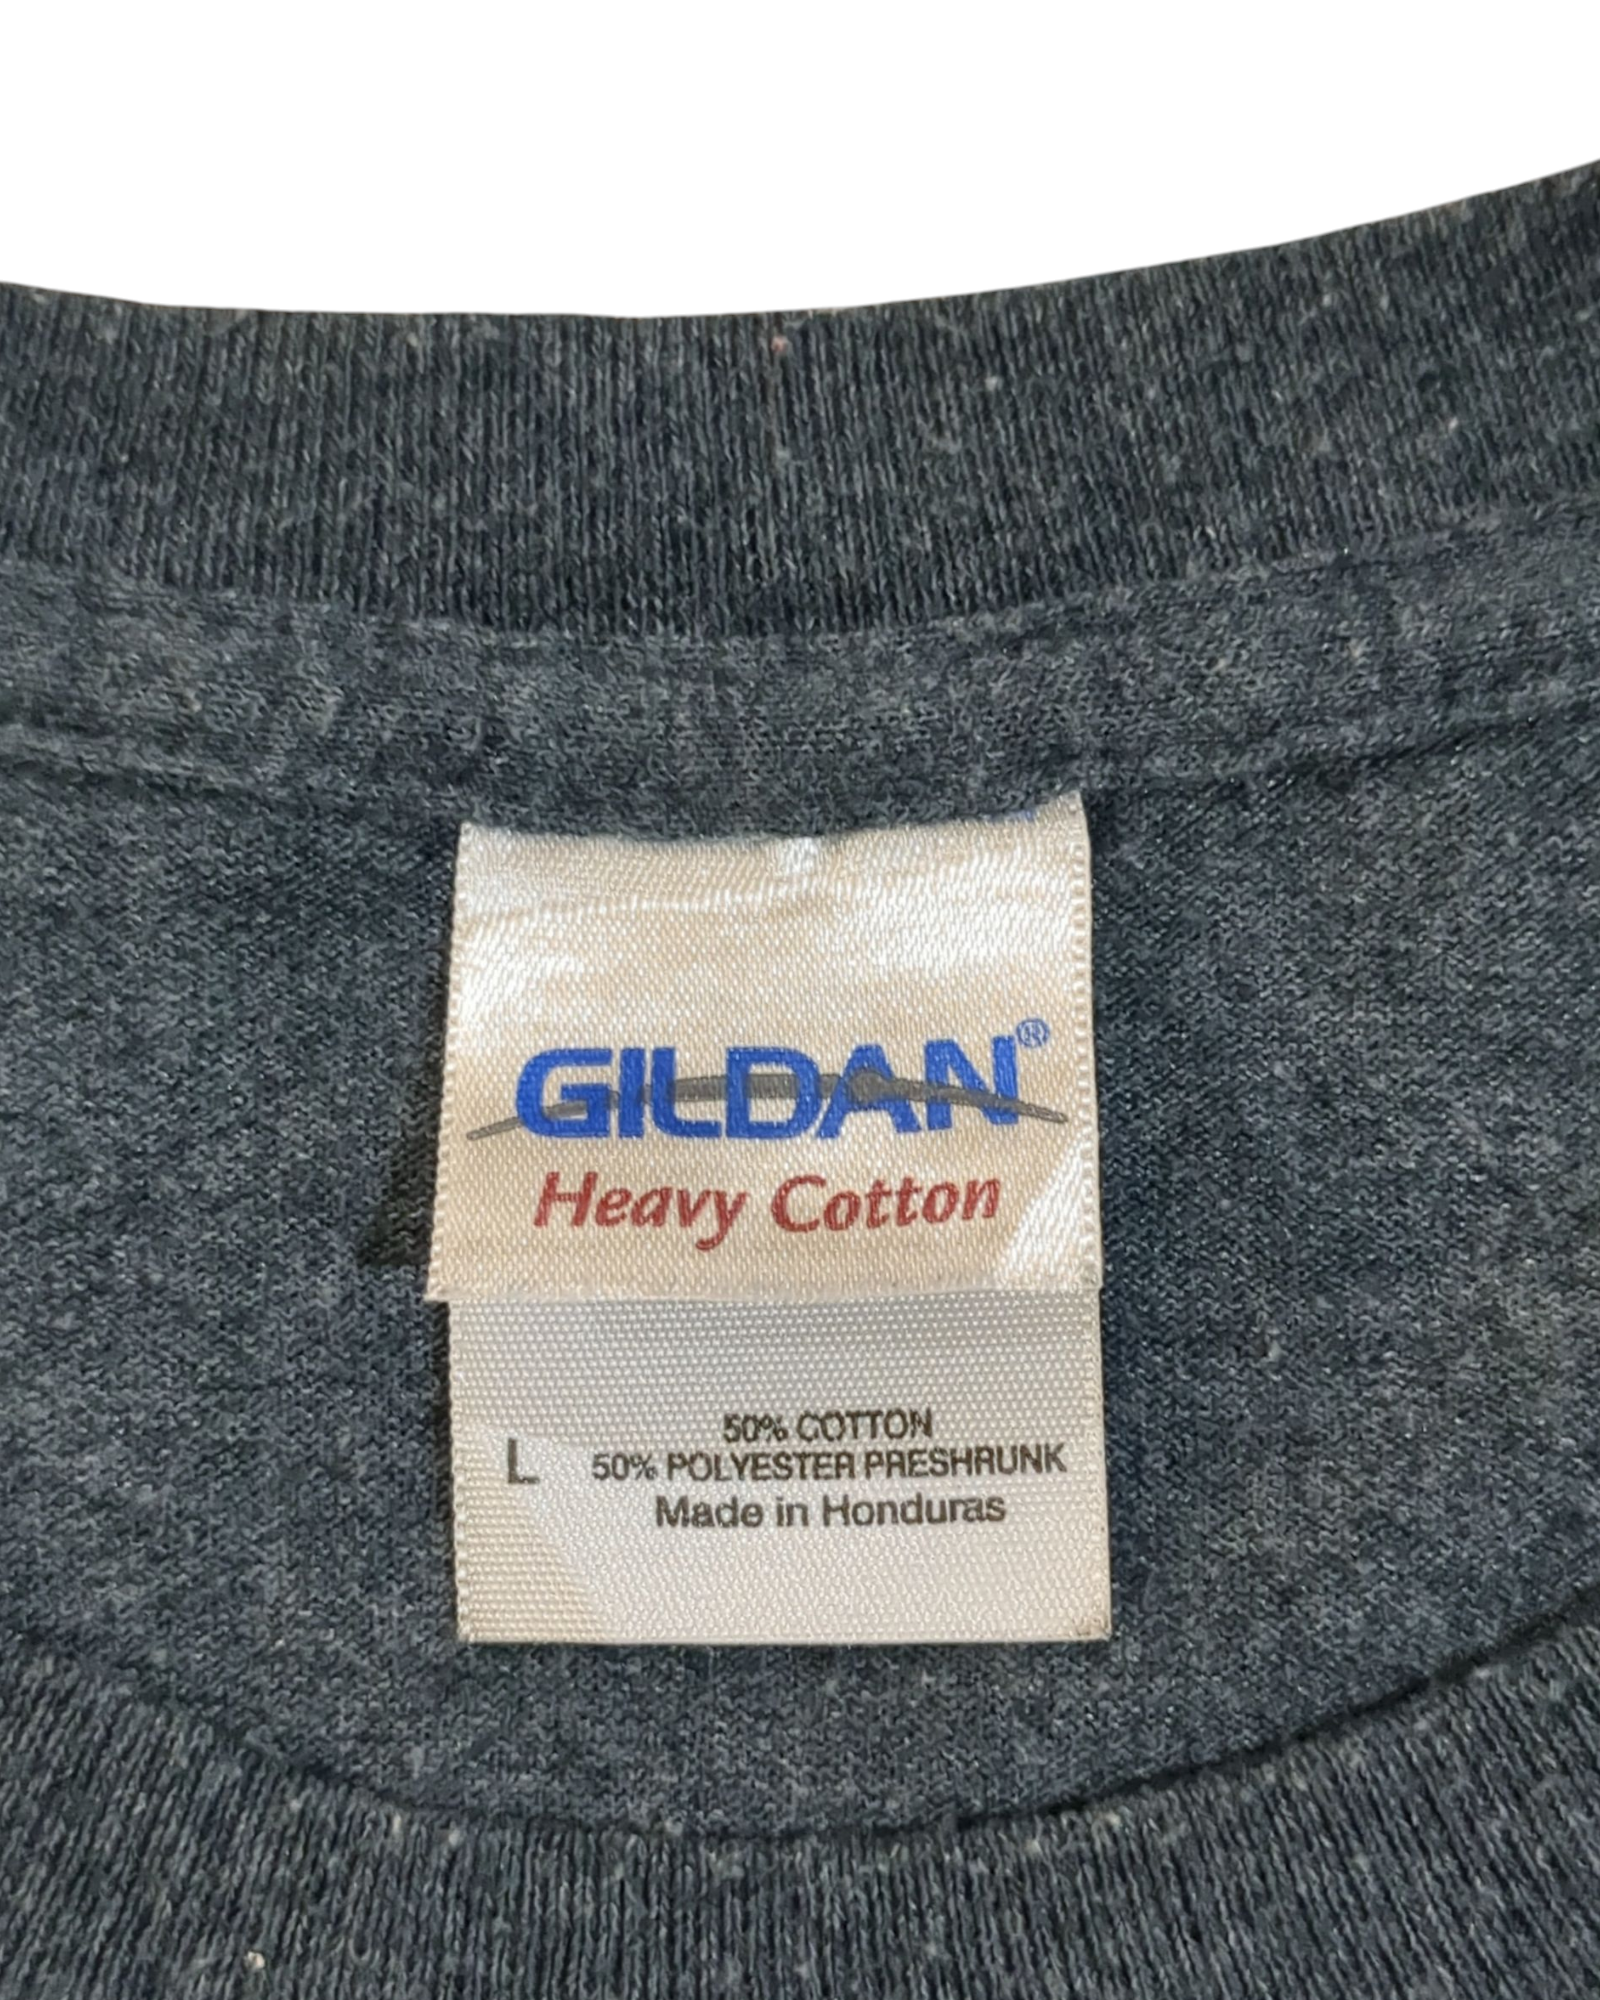 GILDAN®
Heavy Cotton
50% COTTON
L 50% POLYESTER PRESHRUNK
Made in Honduras